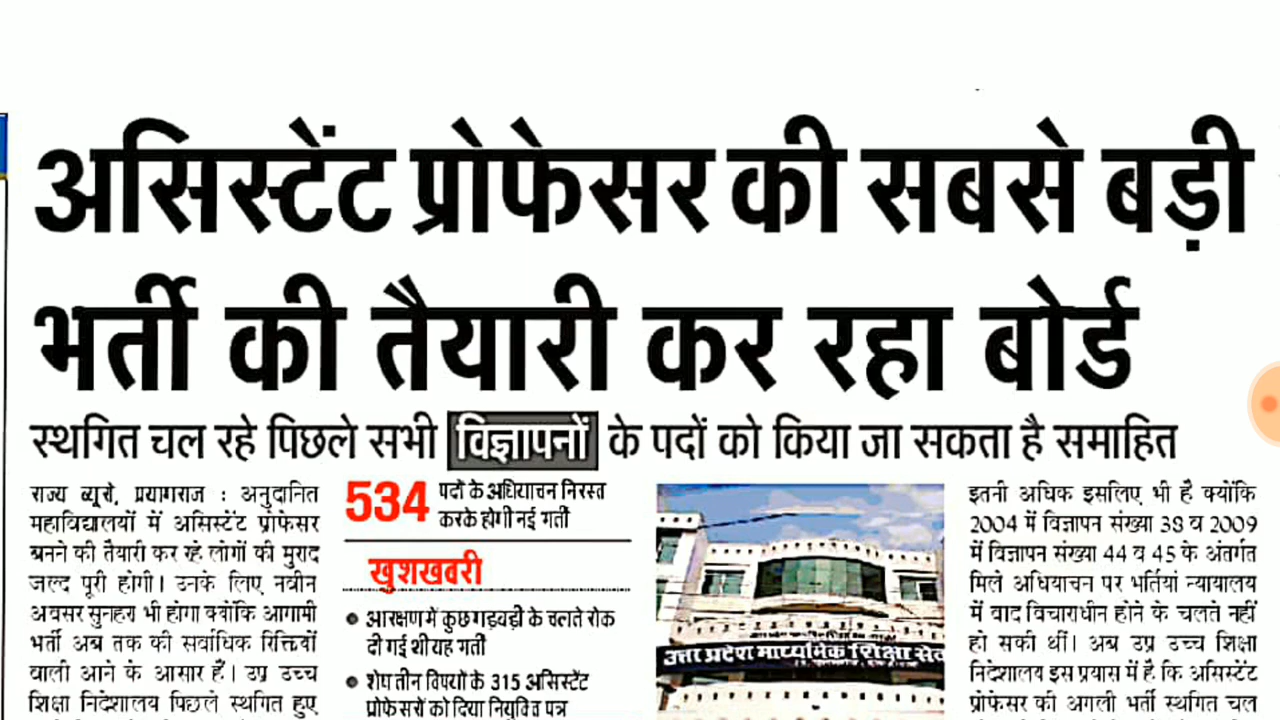 असिस्टेंट प्रोफेसर की सबसे बड़ी
भर्ती की तैयारी कर रहा बोर्ड
स्थगित चल रहे पिछले सभी विज्ञापनों के पदों को किया जा सकता है समाहित
राज्य ब्यूरो, प्रयागराज : अनुदानित
महाविद्यालयों में असिस्टेंट प्रोफेसर
बनने की तैयारी कर रहे लोगों की मुराद
जल्द पूरी होगी। उनके लिए नवीन
अवसर सुनहरा भी होगा क्योंकि आगामी
भर्ती अब तक की सर्वाधिक रिक्तियों
वाली आने के आसार हैं। उप्र उच्च
शिक्षा निदेशालय पिछले स्थगित हुए
534 पदों के अधियाचन निरस्त
करके होगी नई भर्ती
खुशखबरी
आरक्षण में कुछ गड़बड़ी के चलते रोक
दी गई थी यह भर्ती
शेष तीन विषयों के 315 असिस्टेंट
प्रोफेसरों को दिया नियुक्ति पत्र
उत्तर प्रदेश माध्यमिक शिक्षा सेव
इतनी अधिक इसलिए भी है क्योंकि
2004 में विज्ञापन संख्या 38 व 2009
में विज्ञापन संख्या 44 व 45 के अंतर्गत
मिले अधियाचन पर भर्तियां न्यायालय
में वाद विचाराधीन होने के चलते नहीं
हो सकी थीं। अब उप्र उच्च शिक्षा
निदेशालय इस प्रयास में है कि असिस्टेंट
प्रोफेसर की अगली भर्ती स्थगित चल